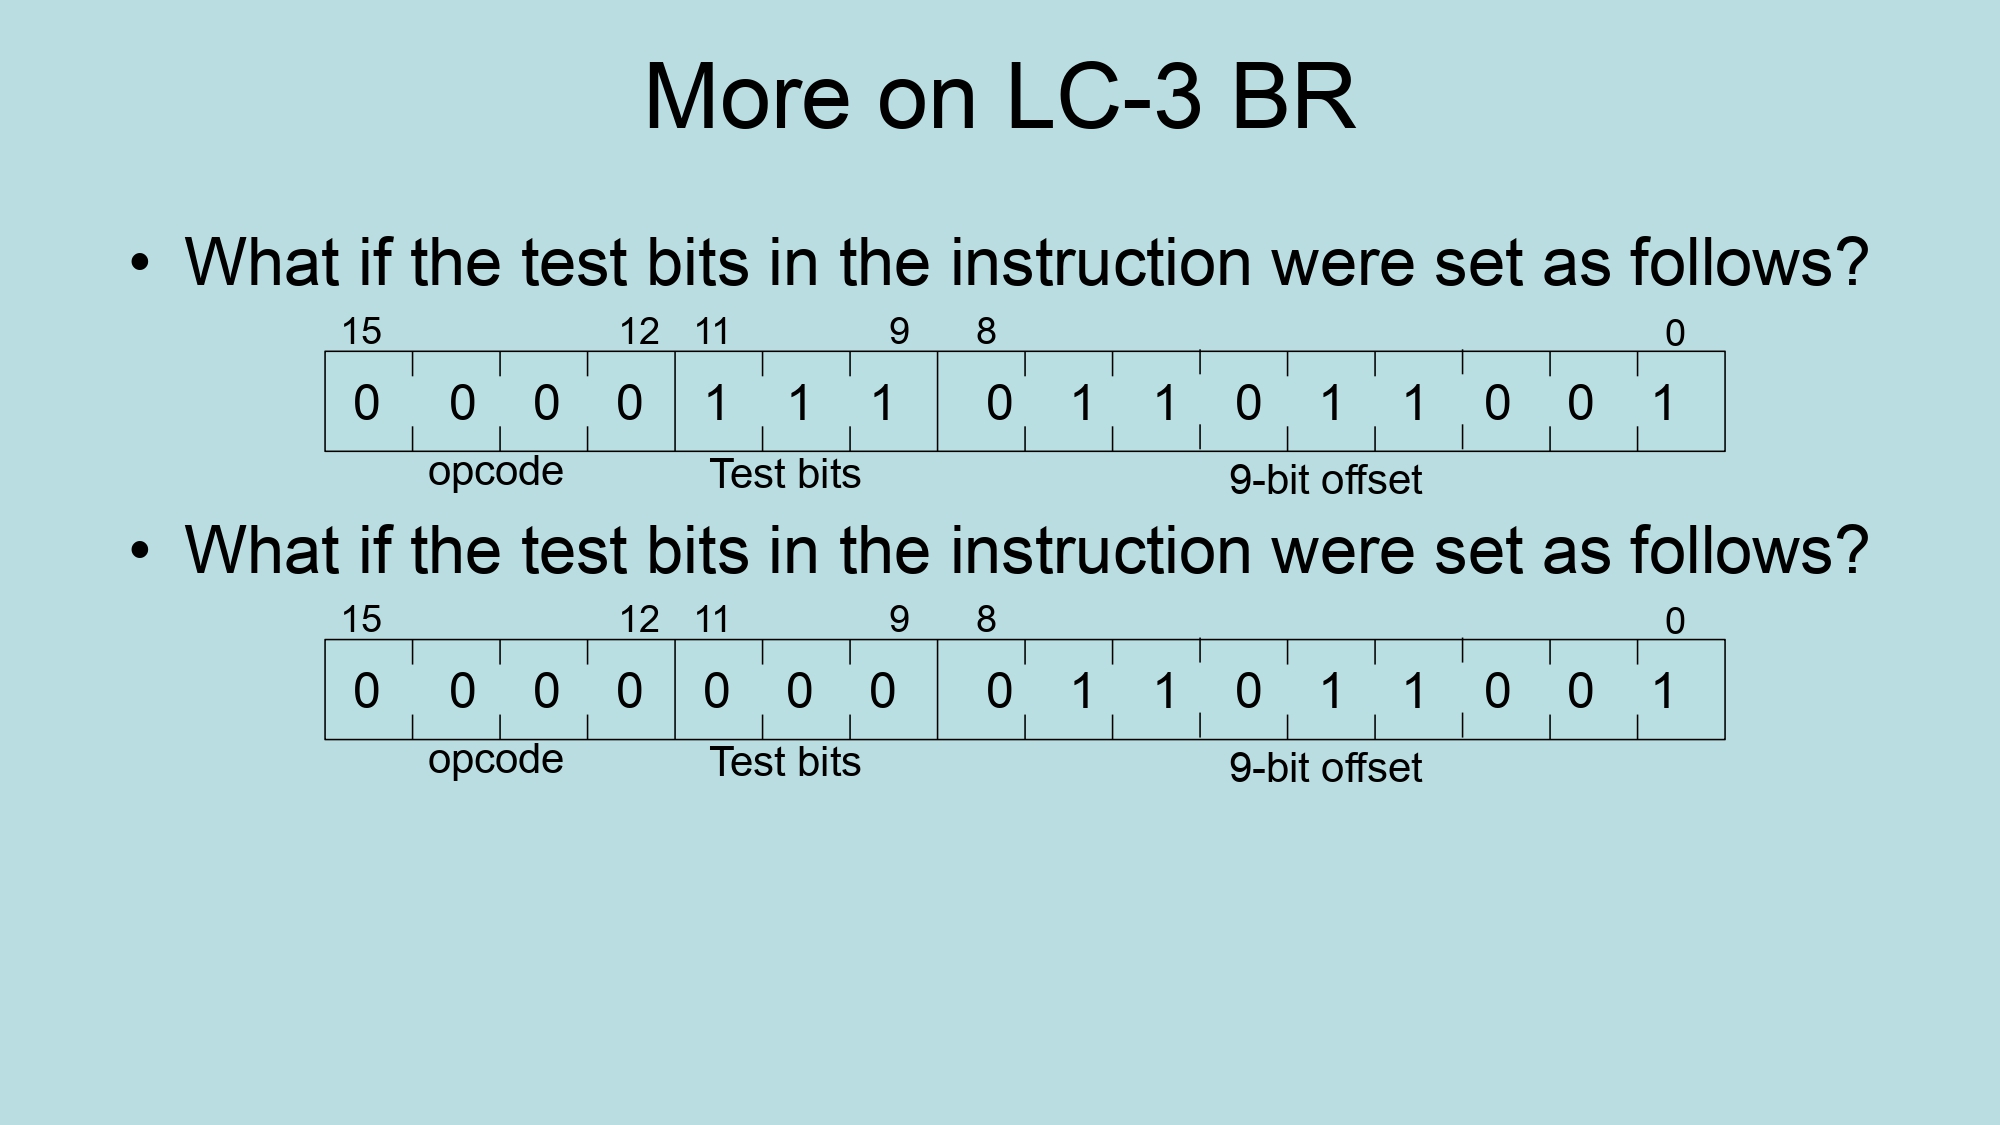 More on LC-3 BR
• What if the test bits in the instruction were set as follows?
15 12 11 9 8 0
0 0 0 0 1 1 1 0 1 1 0 1 1 0 0 1
opcode Test bits 9-bit offset
• What if the test bits in the instruction were set as follows?
15 12 11 9 8 0
0 0 0 0 0 0 0 0 1 1 0 1 1 0 0 1
opcode Test bits 9-bit offset